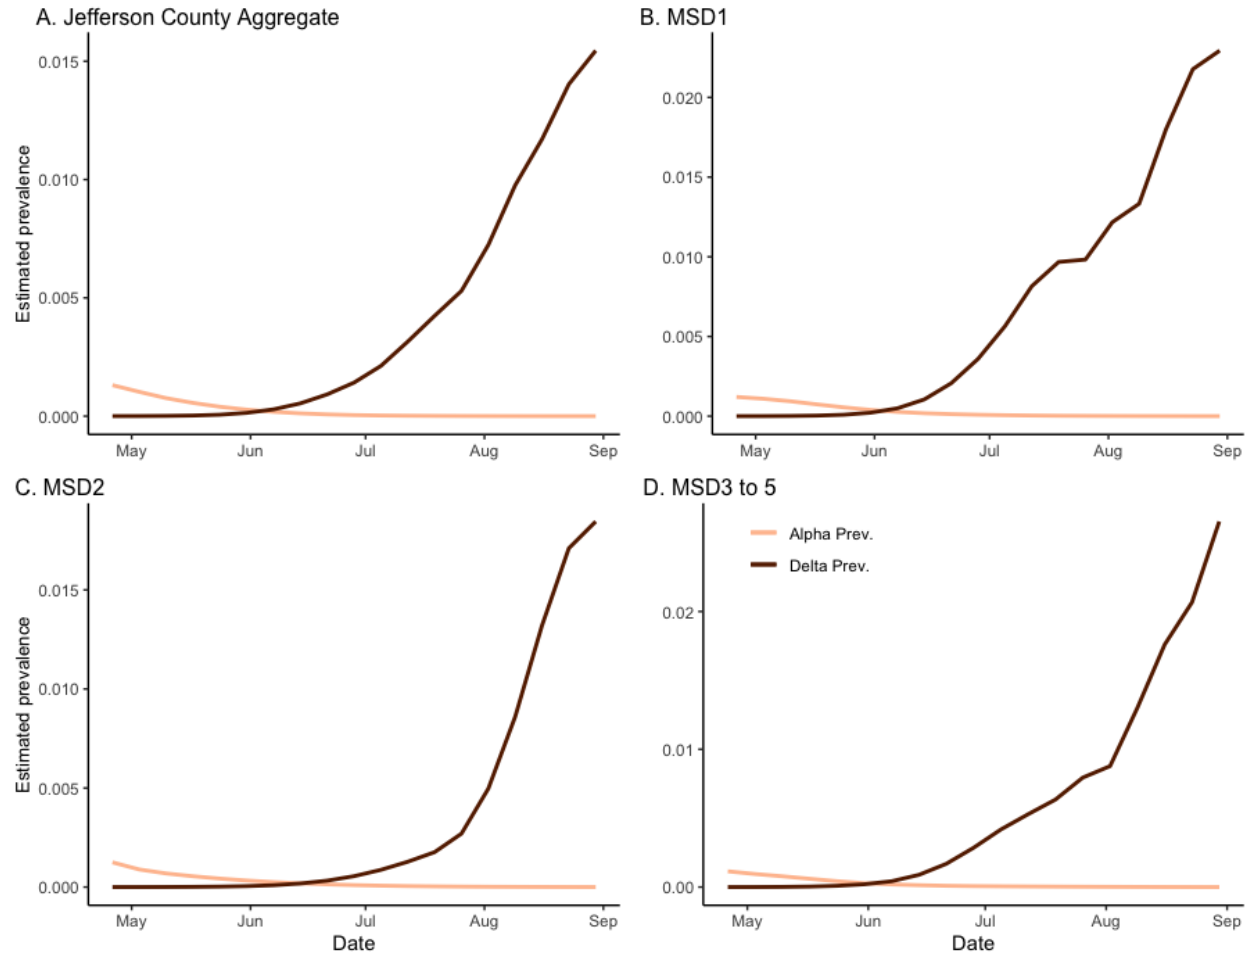 A. Jefferson County Aggregate
Estimated prevalence
0.015
0.010
0.005
0.000
May Jun Jul Aug Sep
B. MSD1
0.020
0.015
0.010
0.005
0.000
May Jun Jul Aug Sep
C. MSD2
Estimated prevalence
0.015
0.010
0.005
0.000
May Jun Jul Aug Sep
Date
D. MSD3 to 5
Alpha Prev.
Delta Prev.
0.02
0.01
0.00
May Jun Jul Aug Sep
Date